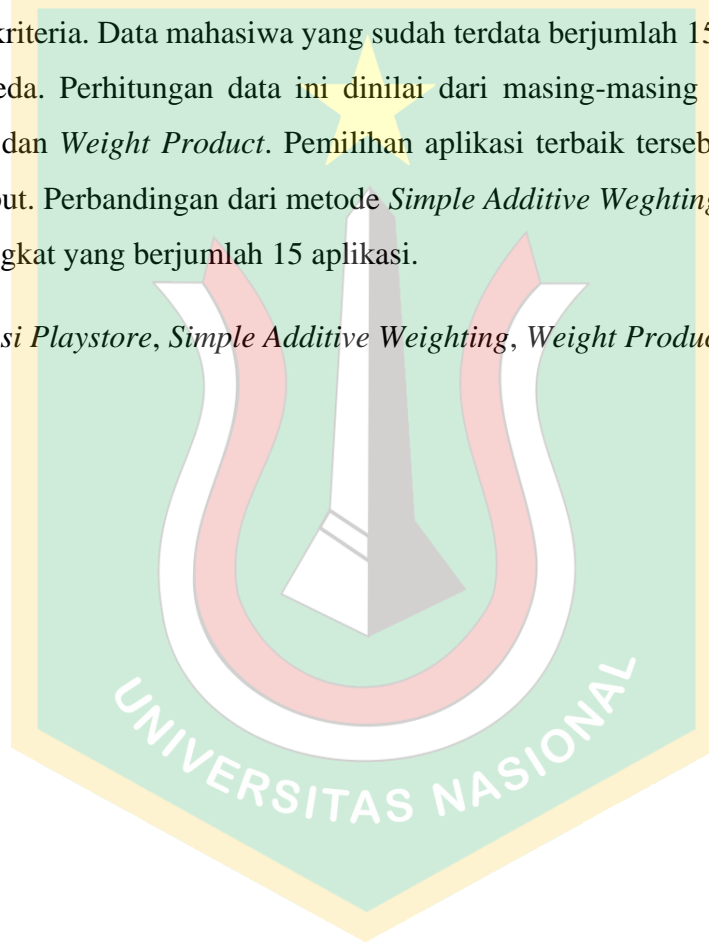 kriteria. Data mahasiwa yang sudah terdata berjumlah 15
eda. Perhitungan data ini dinilai dari masing-masing
dan Weight Product. Pemilihan aplikasi terbaik terseb
out. Perbandingan dari metode Simple Additive Weghting
gkat yang berjumlah 15 aplikasi.
si Playstore, Simple Additive Weighting, Weight Produc
UNIVERSITAS NASIONAL